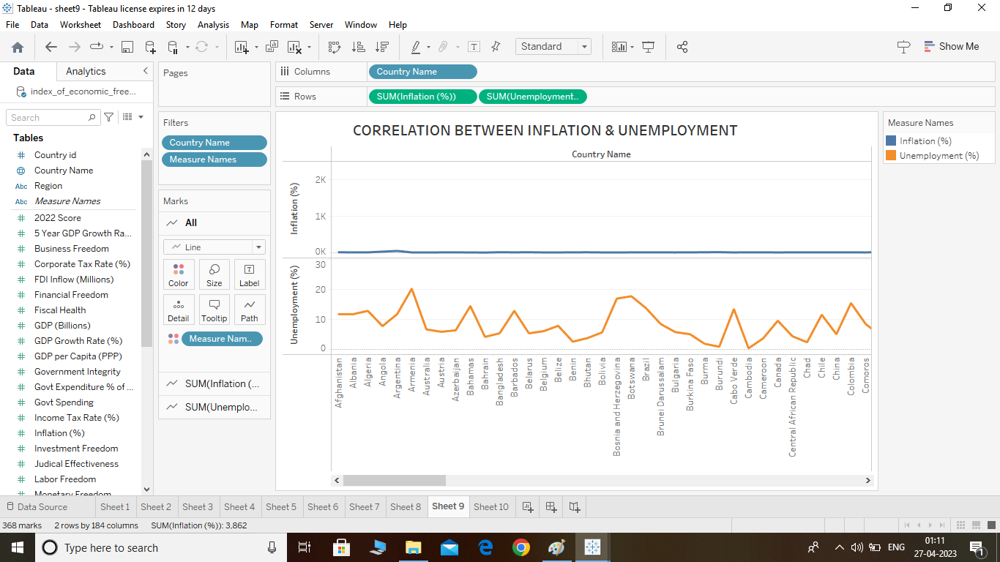 Tableau - sheet9 - Tableau license expires in 12 days
File Data Worksheet Dashboard Story Analysis Map Format Server Window Help
Standard
Show Me
Data Analytics
index_of_economic_free...
Search
Tables
Country id
Country Name
Abc Region
Abc Measure Names
2022 Score
5 Year GDP Growth Ra...
Business Freedom
Corporate Tax Rate (%)
FDI Inflow (Millions)
Financial Freedom
Fiscal Health
GDP (Billions)
GDP Growth Rate (%)
GDP per Capita (PPP)
Government Integrity
Govt Expenditure % of ...
Govt Spending
Income Tax Rate (%)
Inflation (%)
Investment Freedom
Judical Effectiveness
Labor Freedom
Monetary Freedom
Pages
Filters
Country Name
Measure Names
Marks
All
Line
Color Size Label
Detail Tooltip Path
Measure Nam..
SUM(Inflation (...
SUM(Unemplo...
Columns Country Name
Rows SUM(Inflation (%)) SUM(Unemployment..
CORRELATION BETWEEN INFLATION & UNEMPLOYMENT
Country Name
Inflation (%)
2K
1K
0K
Unemployment (%)
30
20
10
0
Afghanistan
Albania
Algeria
Angola
Argentina
Armenia
Australia
Austria
Azerbaijan
Bahamas
Bahrain
Bangladesh
Barbados
Belarus
Belgium
Belize
Benin
Bhutan
Bolivia
Bosnia and Herzegovina
Botswana
Brazil
Brunei Darussalam
Bulgaria
Burkina Faso
Burma
Burundi
Cabo Verde
Cambodia
Cameroon
Canada
Central African Republic
Chad
Chile
China
Colombia
Comoros
Measure Names
Inflation (%)
Unemployment (%)
Data Source Sheet 1 Sheet 2 Sheet 3 Sheet 4 Sheet 5 Sheet 6 Sheet 7 Sheet 8 Sheet 9 Sheet 10
368 marks 2 rows by 184 columns SUM(Inflation (%)): 3,862
Type here to search
ENG
01:11
27-04-2023
1